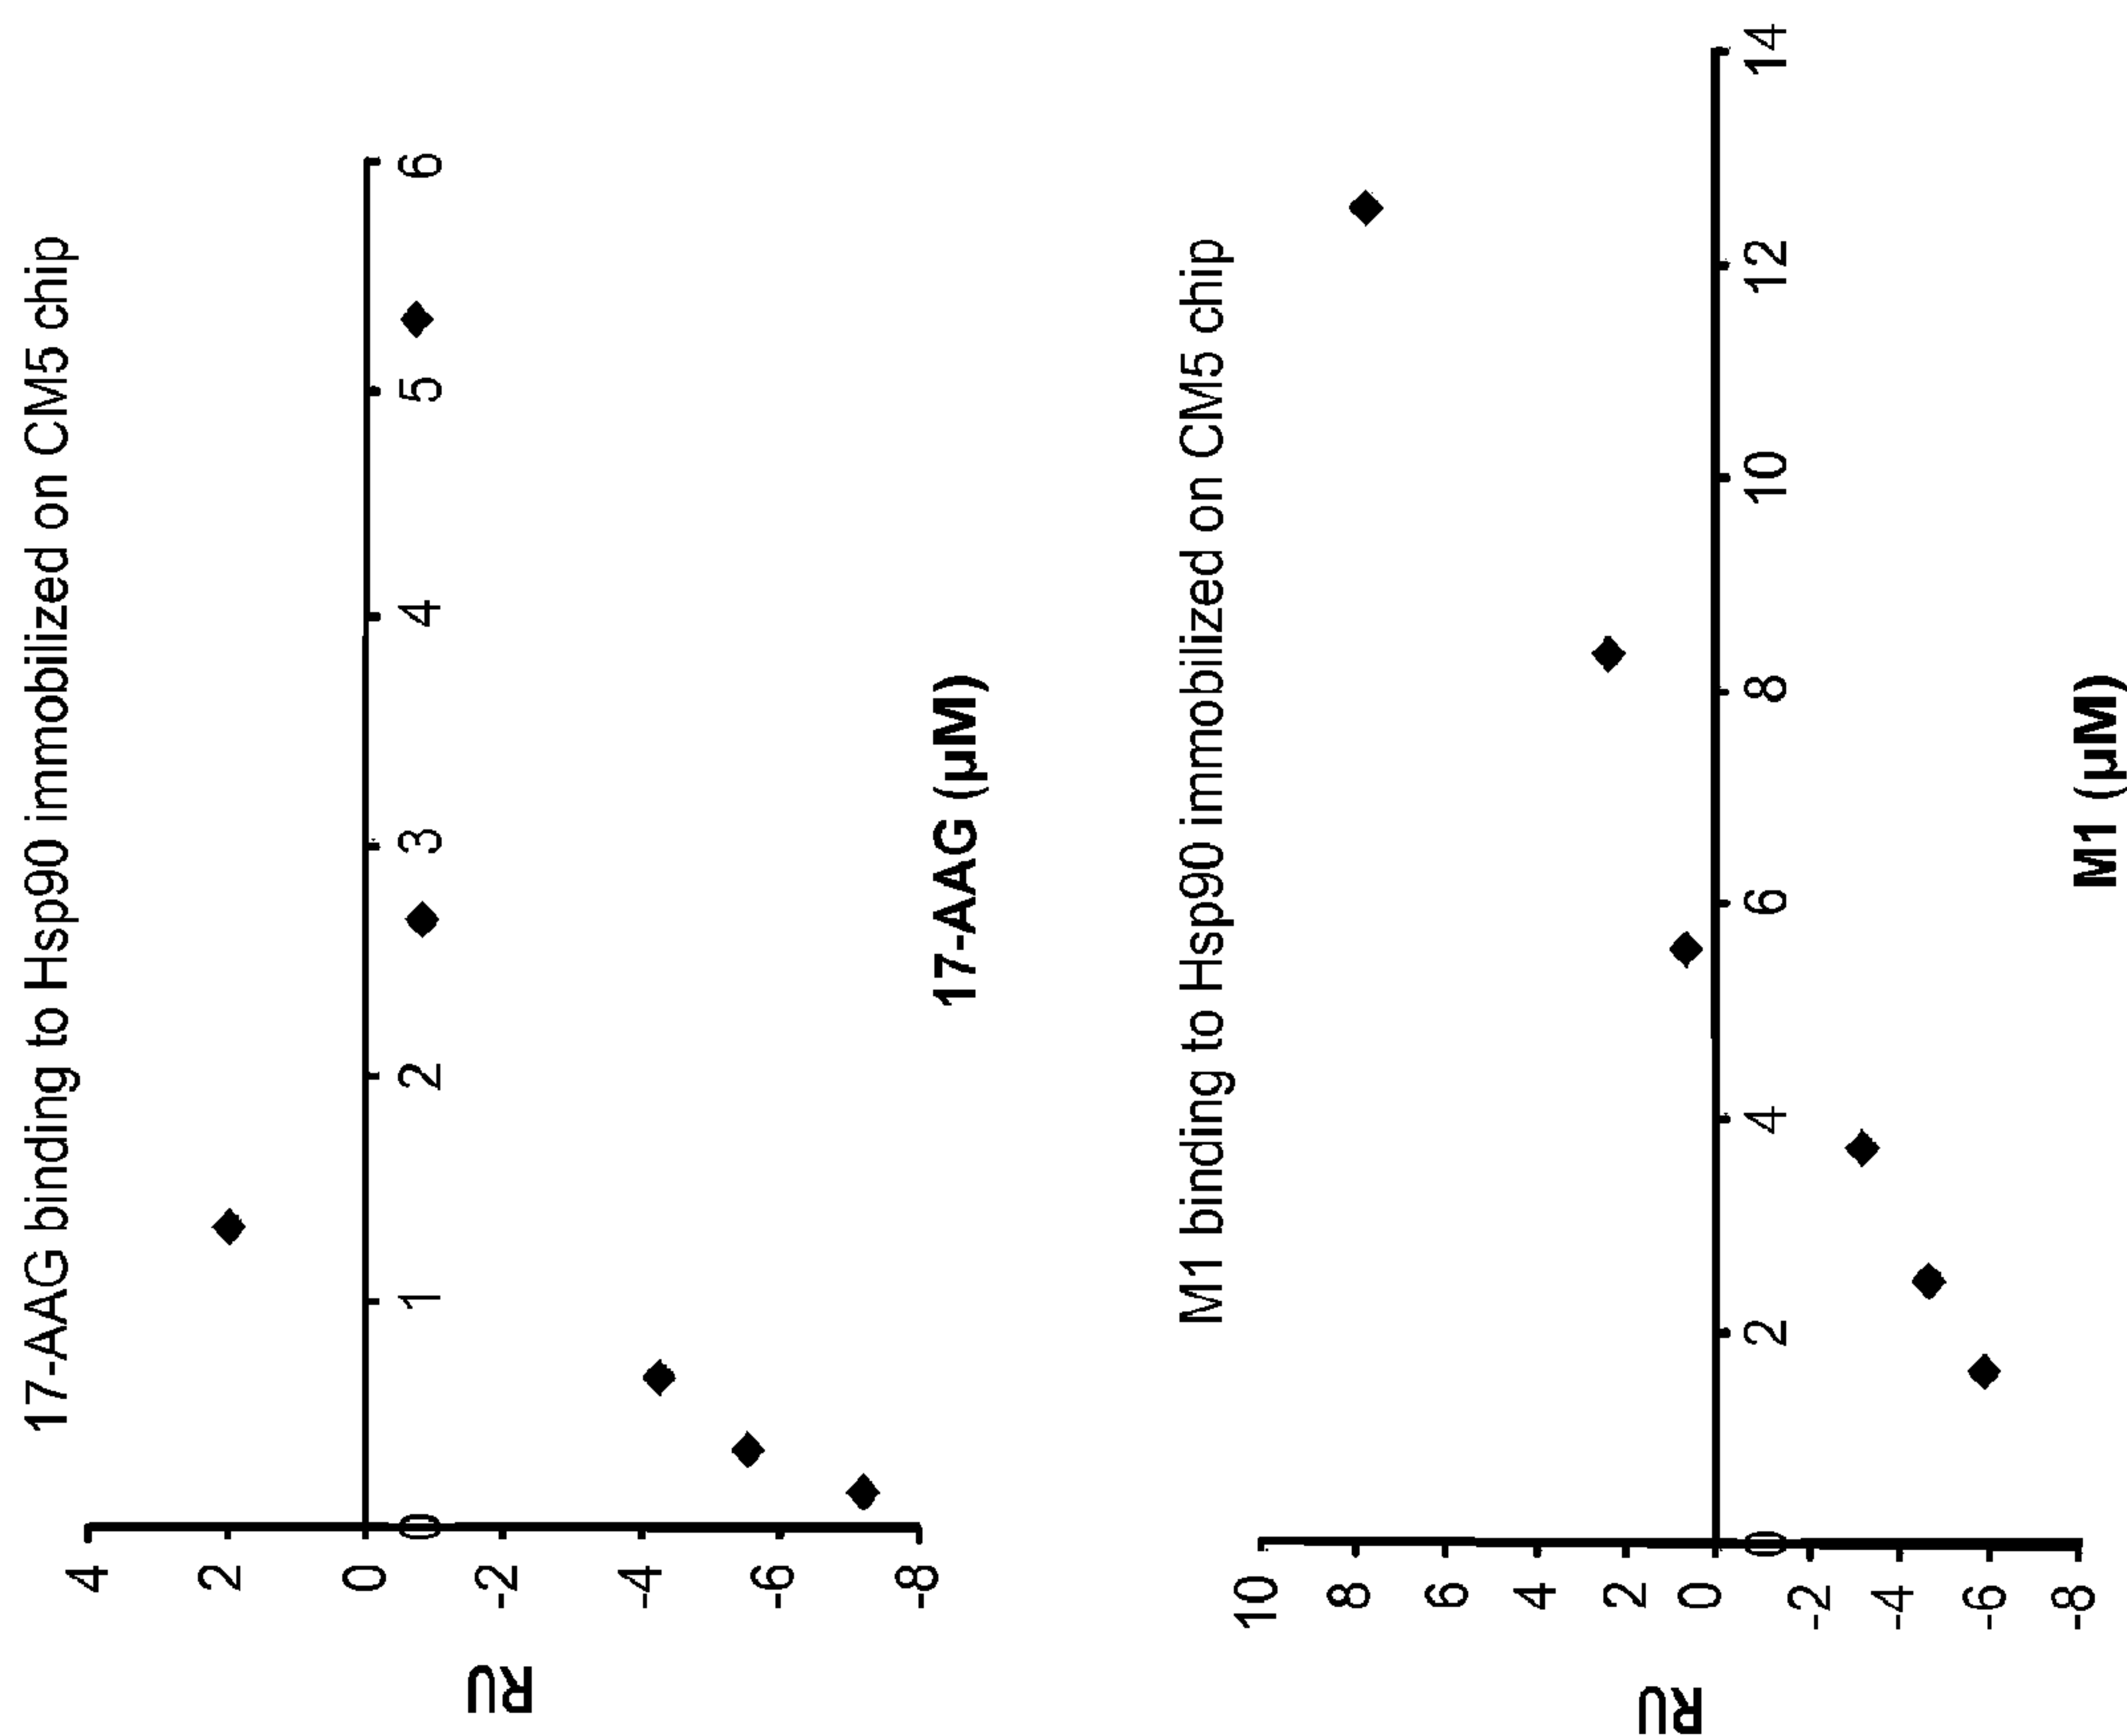 17-AAG binding to Hsp90 immobilized on CM5 chip
4
2
0
-2
-4
-6
-8
RU
0 1 2 3 4 5 6
17-AAG (µM)
M1 binding to Hsp90 immobilized on CM5 chip
10
8
6
4
2
0
-2
-4
-6
-8
RU
0 2 4 6 8 10 12 14
M1 (µM)